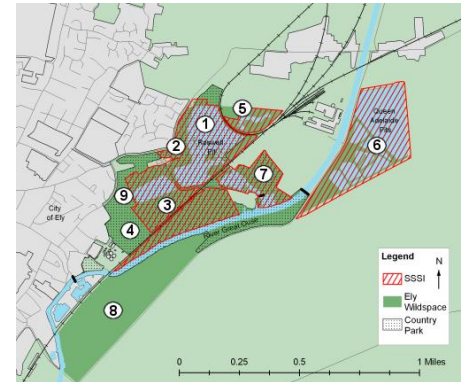 5
1
Roswell
Pit
2
Queen
Adelaide
Pits
6
7
9
City
of Ely
3
4
River Great Ouse
8
Legend
N
SSSI
Ely
Wildspace
Country
Park
0 0.25 0.5 1 Miles